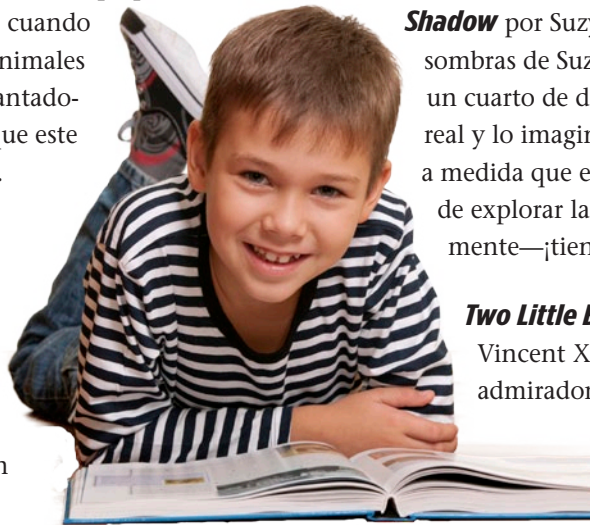 cuando
nimales
antado-
ue este
n
Shadow por Suzy
sombras de Suz
un cuarto de d
real y lo imagin
a medida que e
de explorar la
mente—¡tien
Two Little
Vincent X
admirador